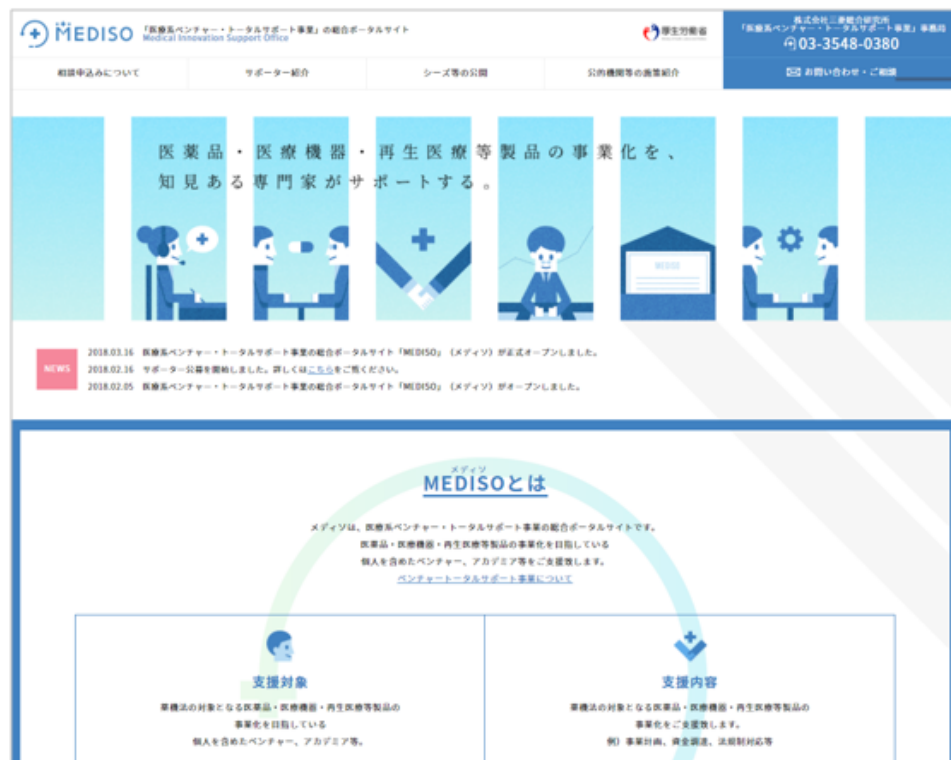 MEDISO
「医療系ベンチャー・トータルサポート事業」の総合ポータルサイト
Medical Innovation Support Office
厚生労働省
株式会社三菱総合研究所
「医療系ベンチャー・トータルサポート事業」事務局
03-3548-0380
相談申込みについて
サポーター紹介
シーズ等の公開
公的機関等の施策紹介
お問い合わせ・ご相談
医薬品・医療機器・再生医療等製品の事業化を、
知見ある専門家がサポートする。
MEDISO
NEWS
2018.03.16 医療系ベンチャー・トータルサポート事業の総合ポータルサイト「MEDISO」（メディソ）が正式オープンしました。
2018.02.16 サポーター公募を開始しました。詳しくはこちらをご覧ください。
2018.02.05 医療系ベンチャー・トータルサポート事業の総合ポータルサイト「MEDISO」（メディソ）がオープンしました。
メディソ
MEDISOとは
メディソは、医療系ベンチャー・トータルサポート事業の総合ポータルサイトです。
医薬品・医療機器・再生医療等製品の事業化を目指している
個人を含めたベンチャー、アカデミア等をご支援致します。
ベンチャートータルサポート事業について
支援対象
薬機法の対象となる医薬品・医療機器・再生医療等製品の
事業化を目指している
個人を含めたベンチャー、アカデミア等。
支援内容
薬機法の対象となる医薬品・医療機器・再生医療等製品の
事業化をご支援致します。
例）事業計画、資金調達、法規制対応等